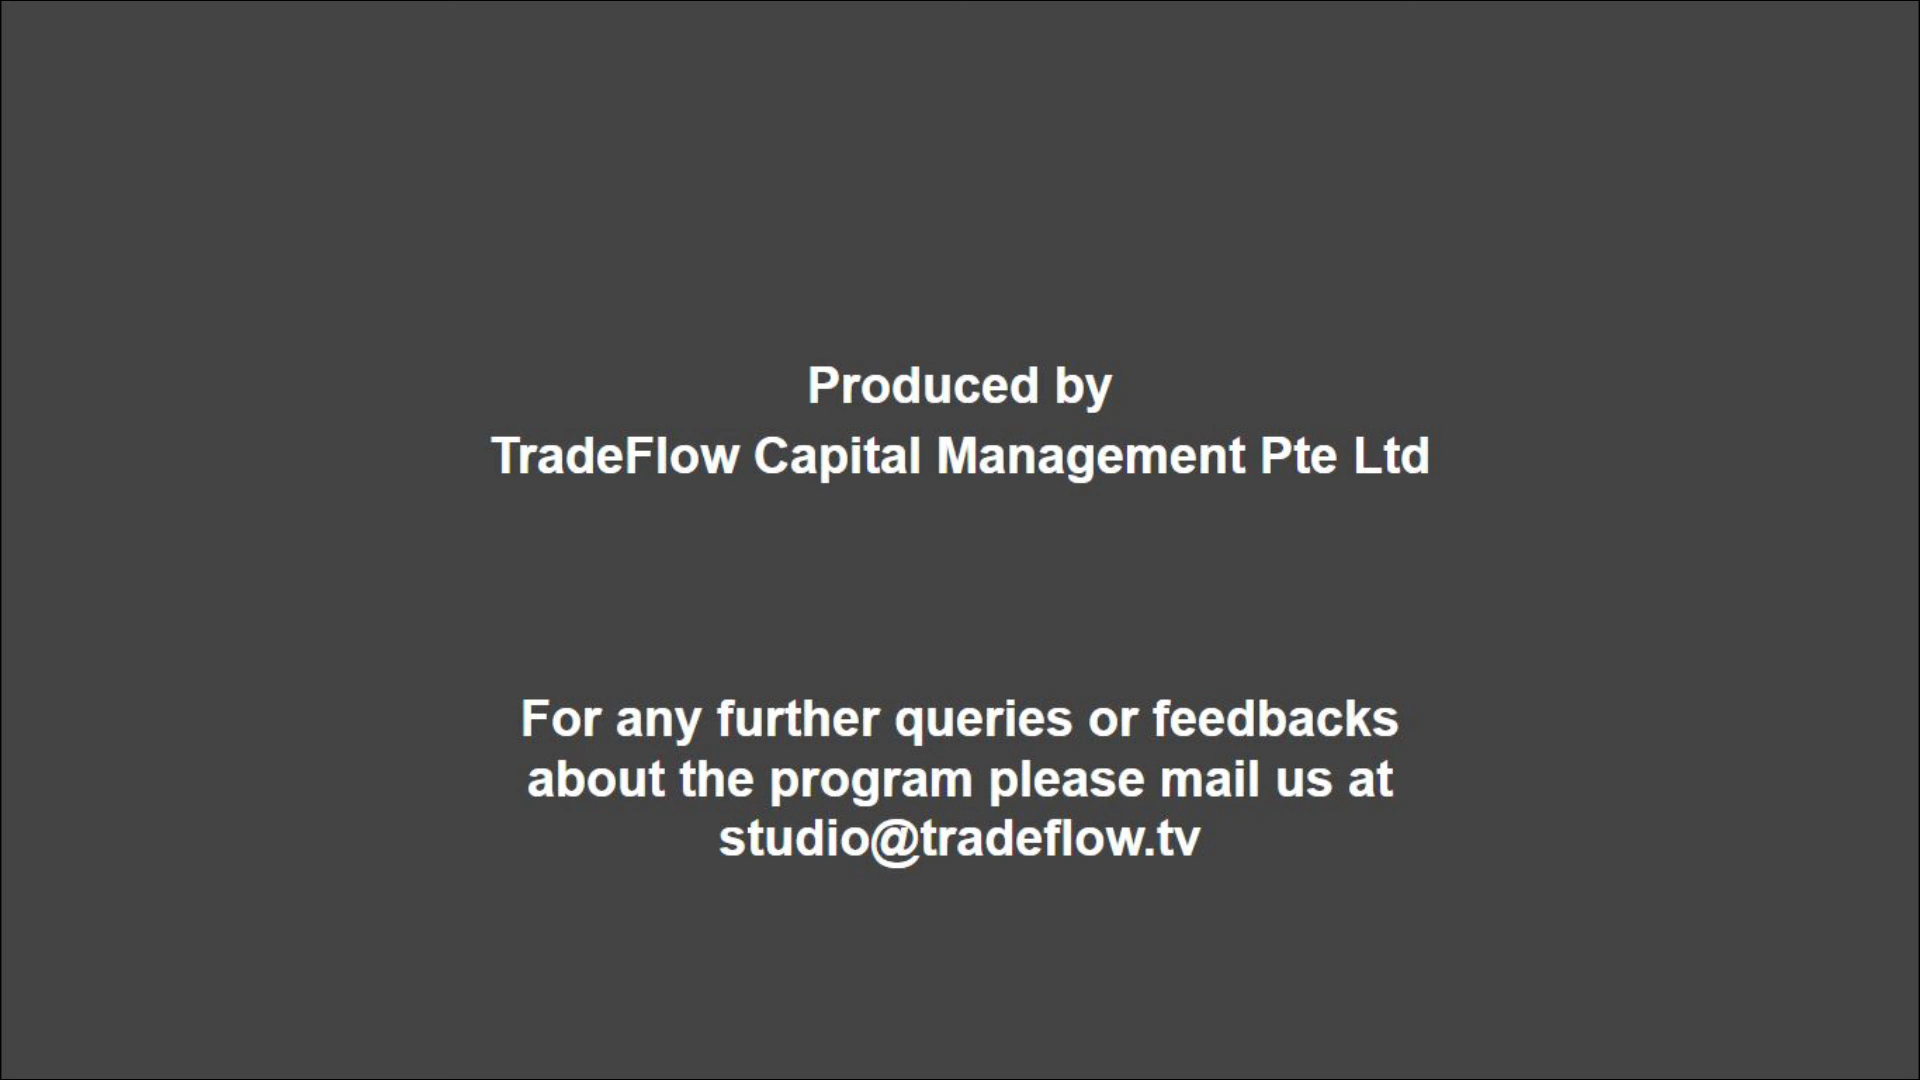 Produced by
TradeFlow Capital Management Pte Ltd
For any further queries or feedbacks
about the program please mail us at
studio@tradeflow.tv